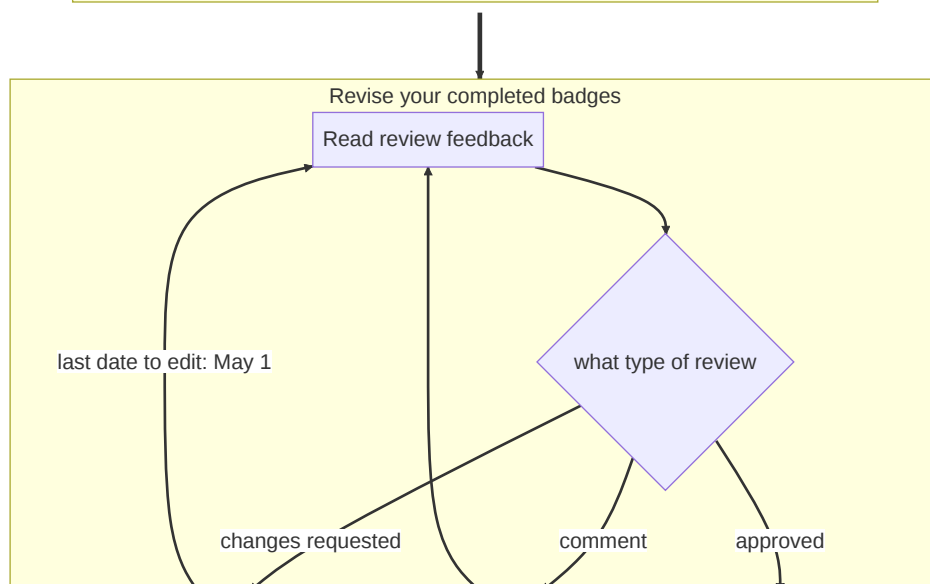 Revise your completed badges
Read review feedback
last date to edit: May 1
what type of review
changes requested
comment
approved